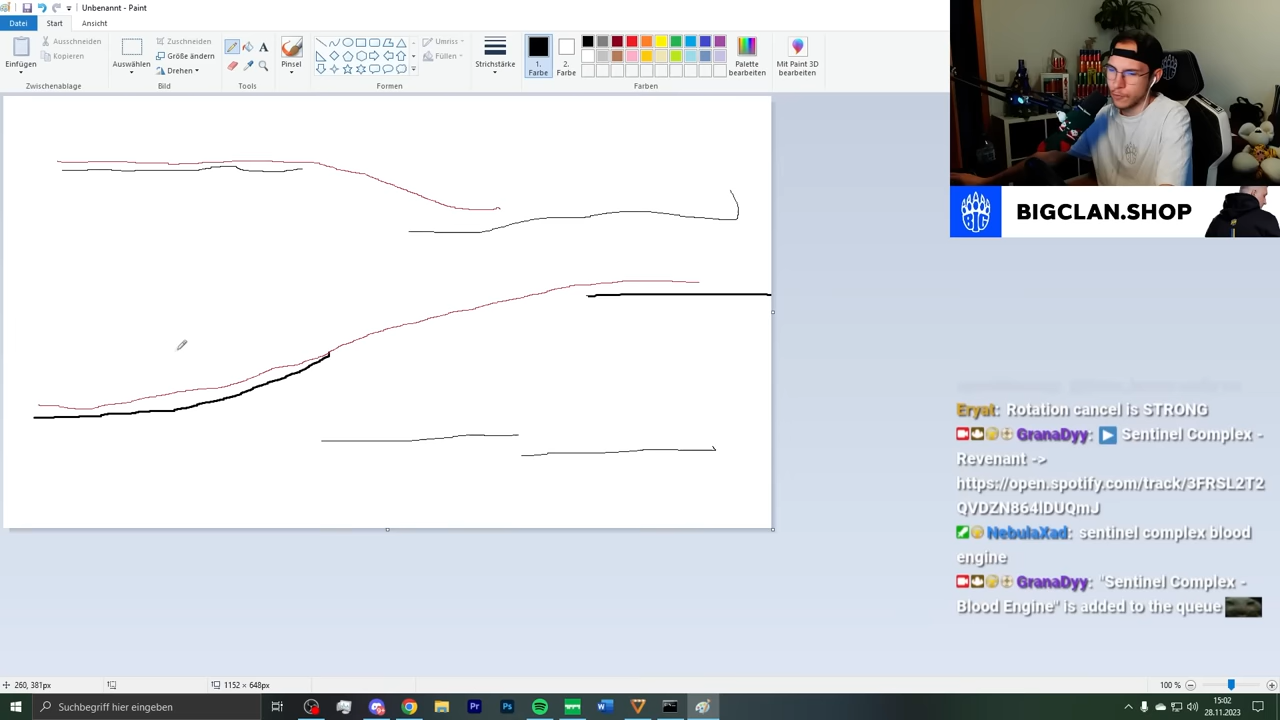 Unbenannt - Paint
Datei
Start
Ansicht
Einfügen
Ausschneiden
Kopieren
Zwischenablage
Auswählen
Zuschneiden
Größe ändern
Drehen
Bild
A
Tools
Pinsel
Umriss
Füllen
Formen
Strichstärke
1. Farbe
2. Farbe
Palette bearbeiten
Farben
Mit Paint 3D bearbeiten
BIG
BIGCLAN.SHOP
Eryat: Rotation cancel is STRONG
GranaDyy: Sentinel Complex -
Revenant ->
https://open.spotify.com/track/3FRSL2T2
QVDZN864lDUQmJ
NebulaXad: sentinel complex blood
engine
GranaDyy: "Sentinel Complex -
Blood Engine" is added to the queue
260, 381px
1152 × 648px
100 %
Suchbegriff hier eingeben
15:02
28.11.2023